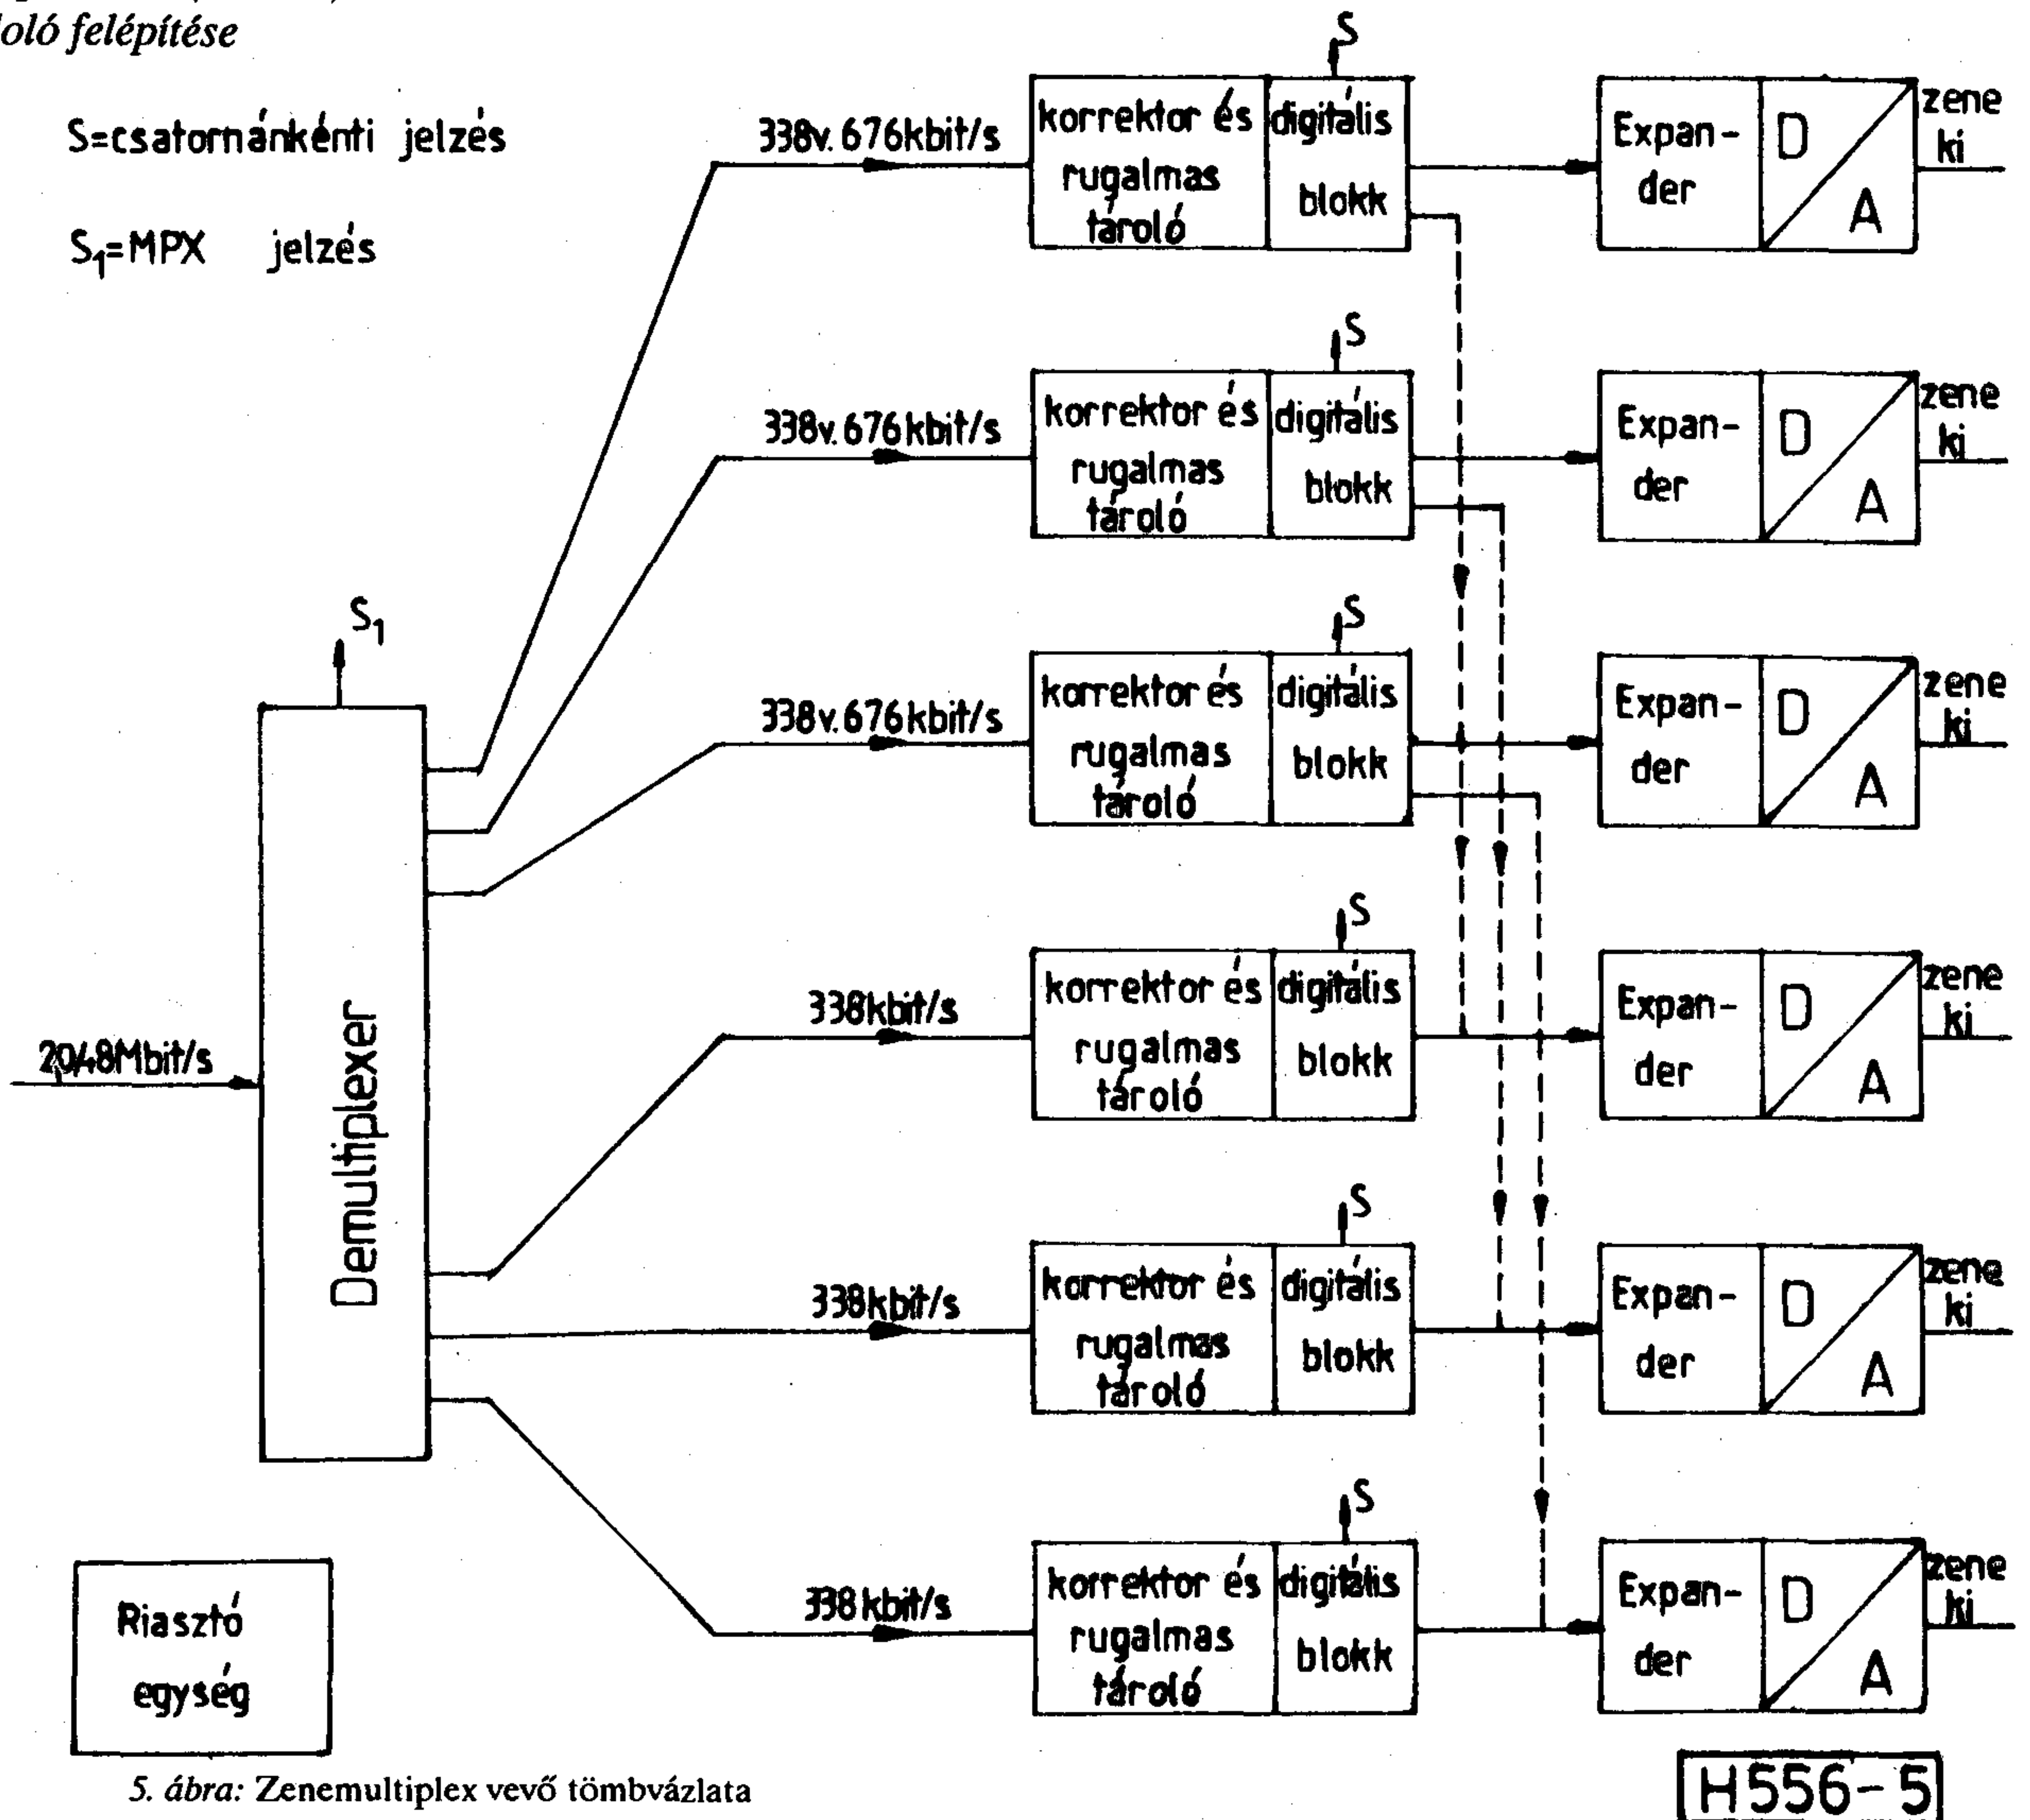 oló felépítése
S=csatornánkénti jelzés
S₁=MPX jelzés
S
338v.676kbit/s
korrektor és
rugalmas
tároló
digitális
blokk
Expan-
der
D
A
zene
ki
S
338v.676kbit/s
korrektor és
rugalmas
tároló
digitális
blokk
Expan-
der
D
A
zene
ki
S
338v.676kbit/s
korrektor és
rugalmas
tároló
digitális
blokk
Expan-
der
D
A
zene
ki
S₁
Demultiplexer
2048Mbit/s
S
338kbit/s
korrektor és
rugalmas
tároló
digitális
blokk
Expan-
der
D
A
zene
ki
S
338kbit/s
korrektor és
rugalmas
tároló
digitális
blokk
Expan-
der
D
A
zene
ki
S
338kbit/s
korrektor és
rugalmas
tároló
digitális
blokk
Expan-
der
D
A
zene
ki
Riasztó
egység
5. ábra: Zenemultiplex vevő tömbvázlata
H556-5